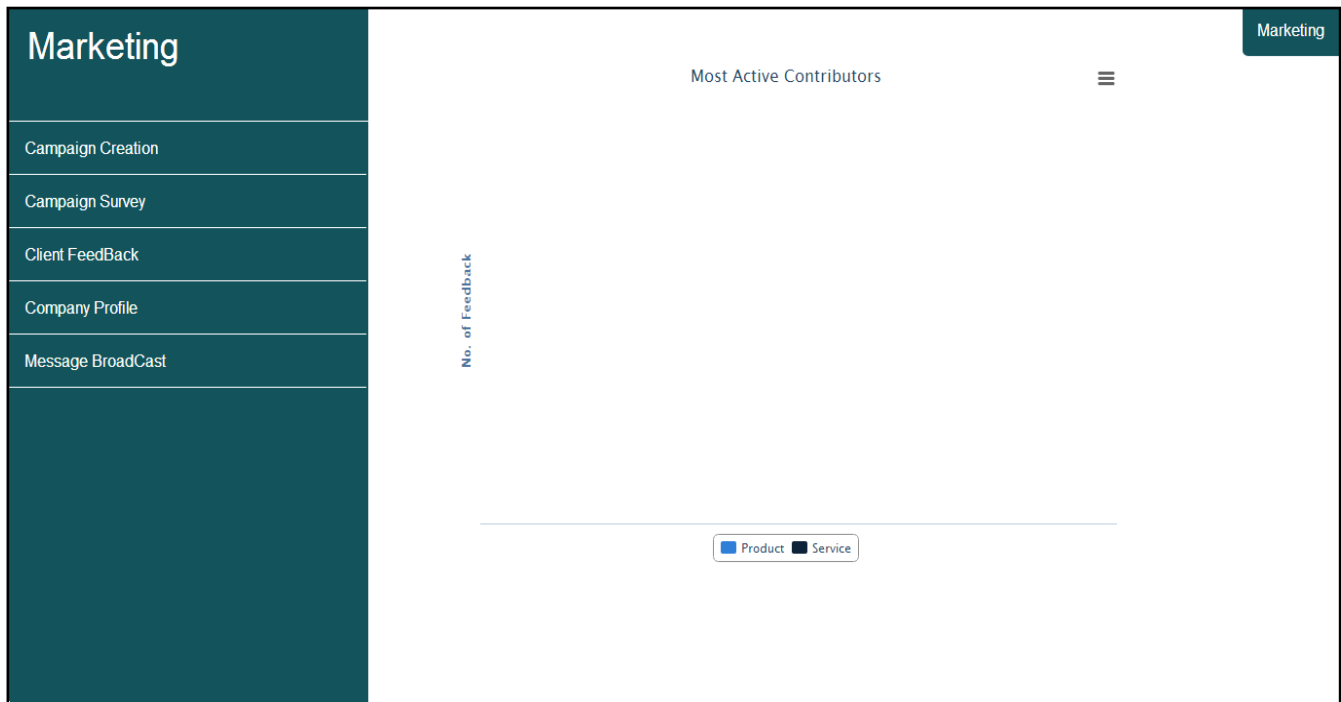 Marketing
Marketing
Most Active Contributors
Campaign Creation
Campaign Survey
Client FeedBack
Company Profile
Message BroadCast
No. of Feedback
Product Service